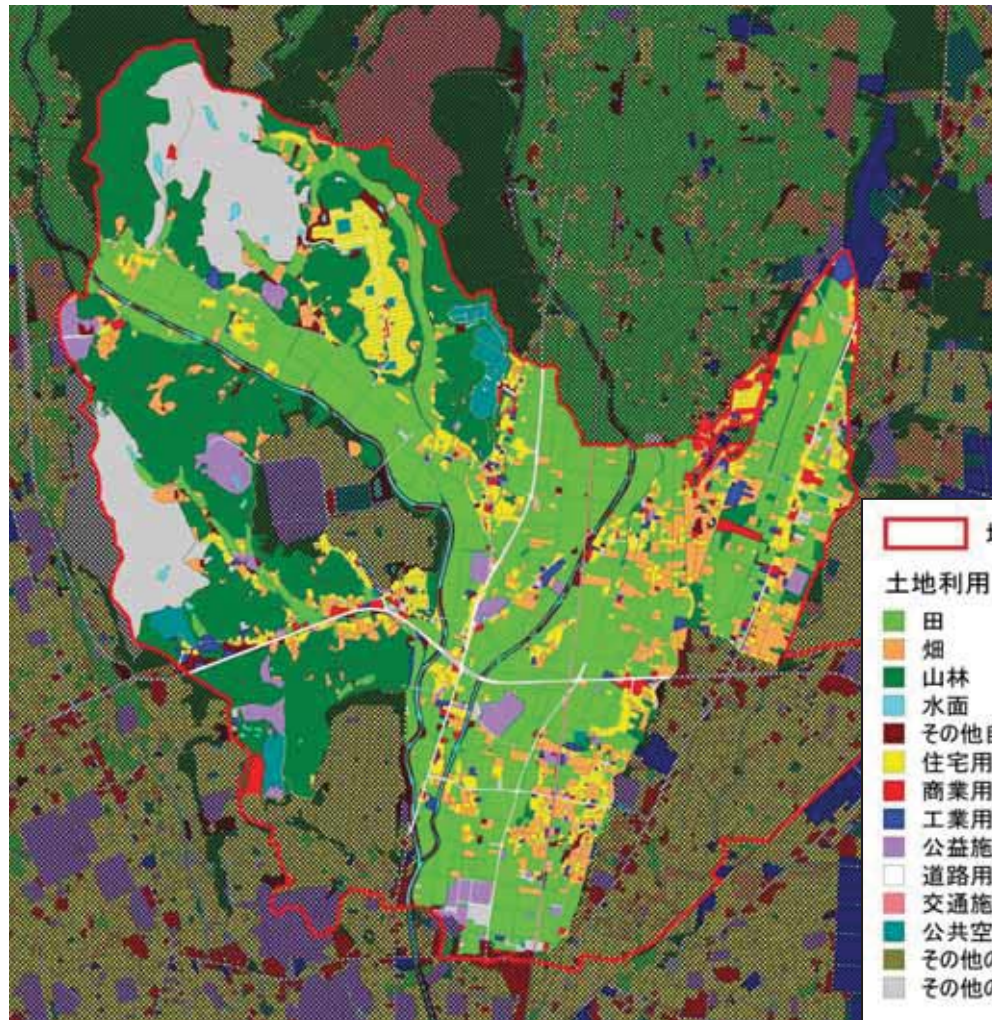 土地利用
田
畑
山林
水面
その他自
住宅用
商業用
工業用
公益施
道路用
交通施
公共空
その他の
その他の